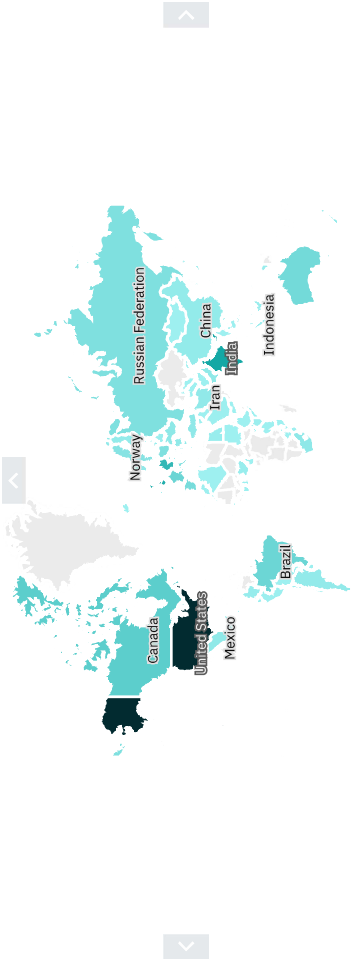 Canada
United States
Mexico
Brazil
Norway
Russian Federation
Iran
India
China
Indonesia